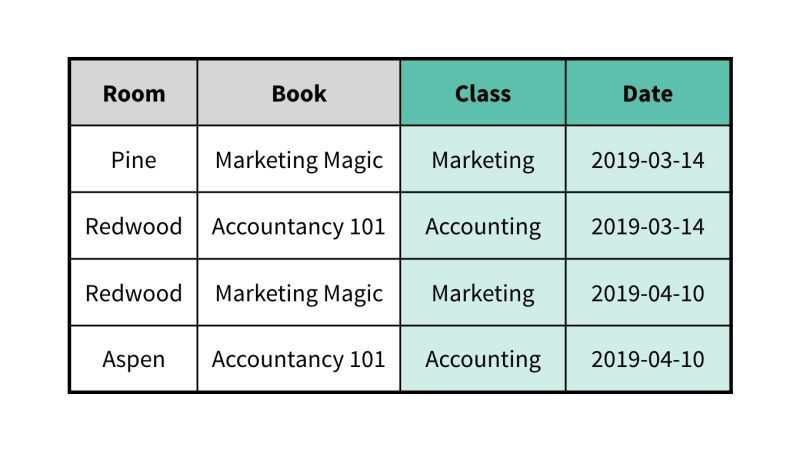 Room Book Class Date
Pine Marketing Magic Marketing 2019-03-14
Redwood Accountancy 101 Accounting 2019-03-14
Redwood Marketing Magic Marketing 2019-04-10
Aspen Accountancy 101 Accounting 2019-04-10